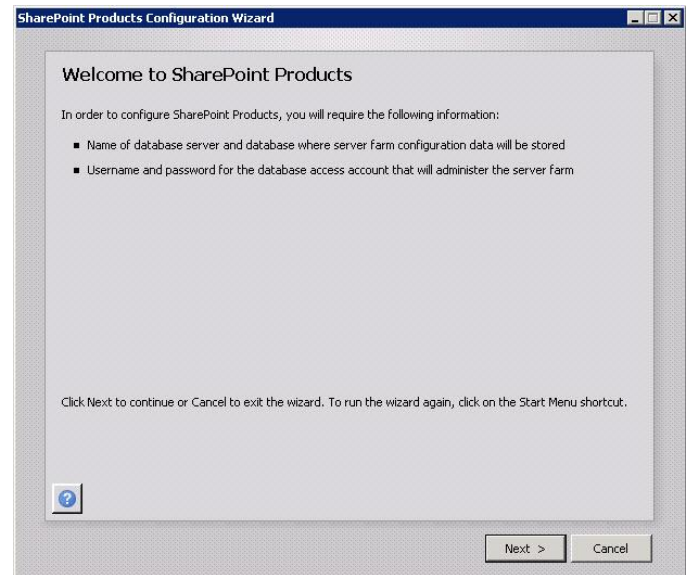 SharePoint Products Configuration Wizard
Welcome to SharePoint Products
In order to configure SharePoint Products, you will require the following information:
Name of database server and database where server farm configuration data will be stored
Username and password for the database access account that will administer the server farm
Click Next to continue or Cancel to exit the wizard. To run the wizard again, click on the Start Menu shortcut.
?
Next >
Cancel